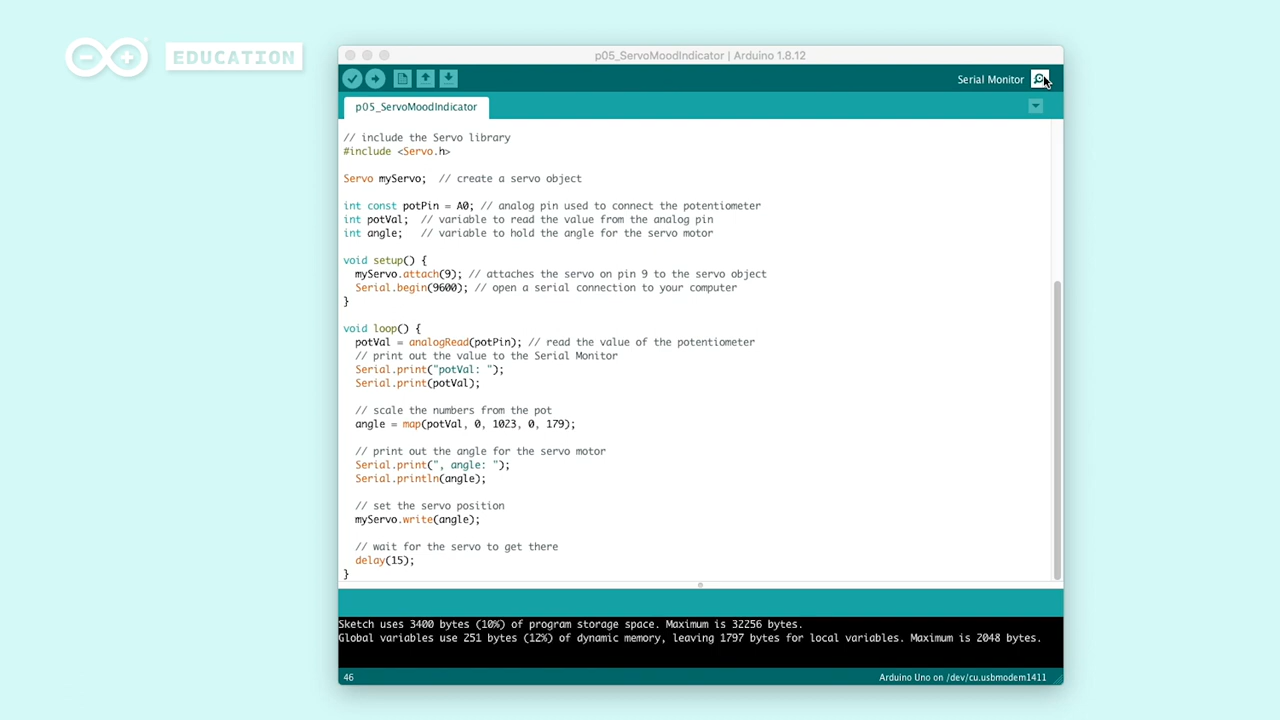 EDUCATION
p05_ServoMoodIndicator | Arduino 1.8.12
Serial Monitor
p05_ServoMoodIndicator
// include the Servo library
#include <Servo.h>
Servo myServo;  // create a servo object
int const potPin = A0; // analog pin used to connect the potentiometer
int potVal;  // variable to read the value from the analog pin
int angle;   // variable to hold the angle for the servo motor
void setup() {
  myServo.attach(9); // attaches the servo on pin 9 to the servo object
  Serial.begin(9600); // open a serial connection to your computer
}
void loop() {
  potVal = analogRead(potPin); // read the value of the potentiometer
  // print out the value to the Serial Monitor
  Serial.print("potVal: ");
  Serial.print(potVal);
  // scale the numbers from the pot
  angle = map(potVal, 0, 1023, 0, 179);
  // print out the angle for the servo motor
  Serial.print(", angle: ");
  Serial.println(angle);
  // set the servo position
  myServo.write(angle);
  // wait for the servo to get there
  delay(15);
}
Sketch uses 3400 bytes (10%) of program storage space. Maximum is 32256 bytes.
Global variables use 251 bytes (12%) of dynamic memory, leaving 1797 bytes for local variables. Maximum is 2048 bytes.
46
Arduino Uno on /dev/cu.usbmodem1411